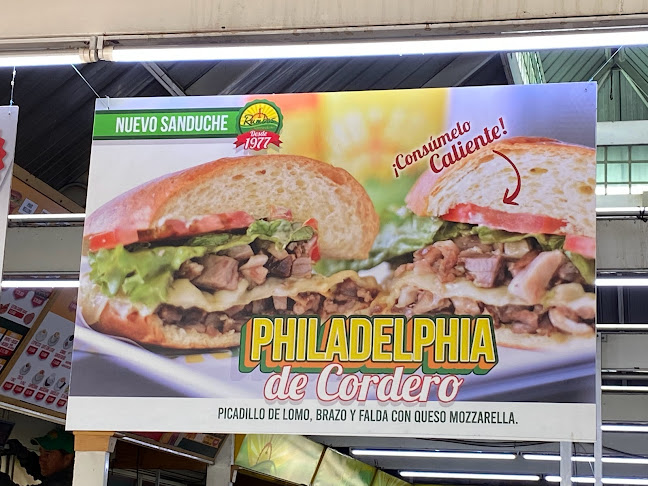 NUEVO SANDUCHE
Desde
1977
¡Consúmelo
Caliente!
PHILADELPHIA
de Cordero
PICADILLO DE LOMO, BRAZO Y FALDA CON QUESO MOZZARELLA.